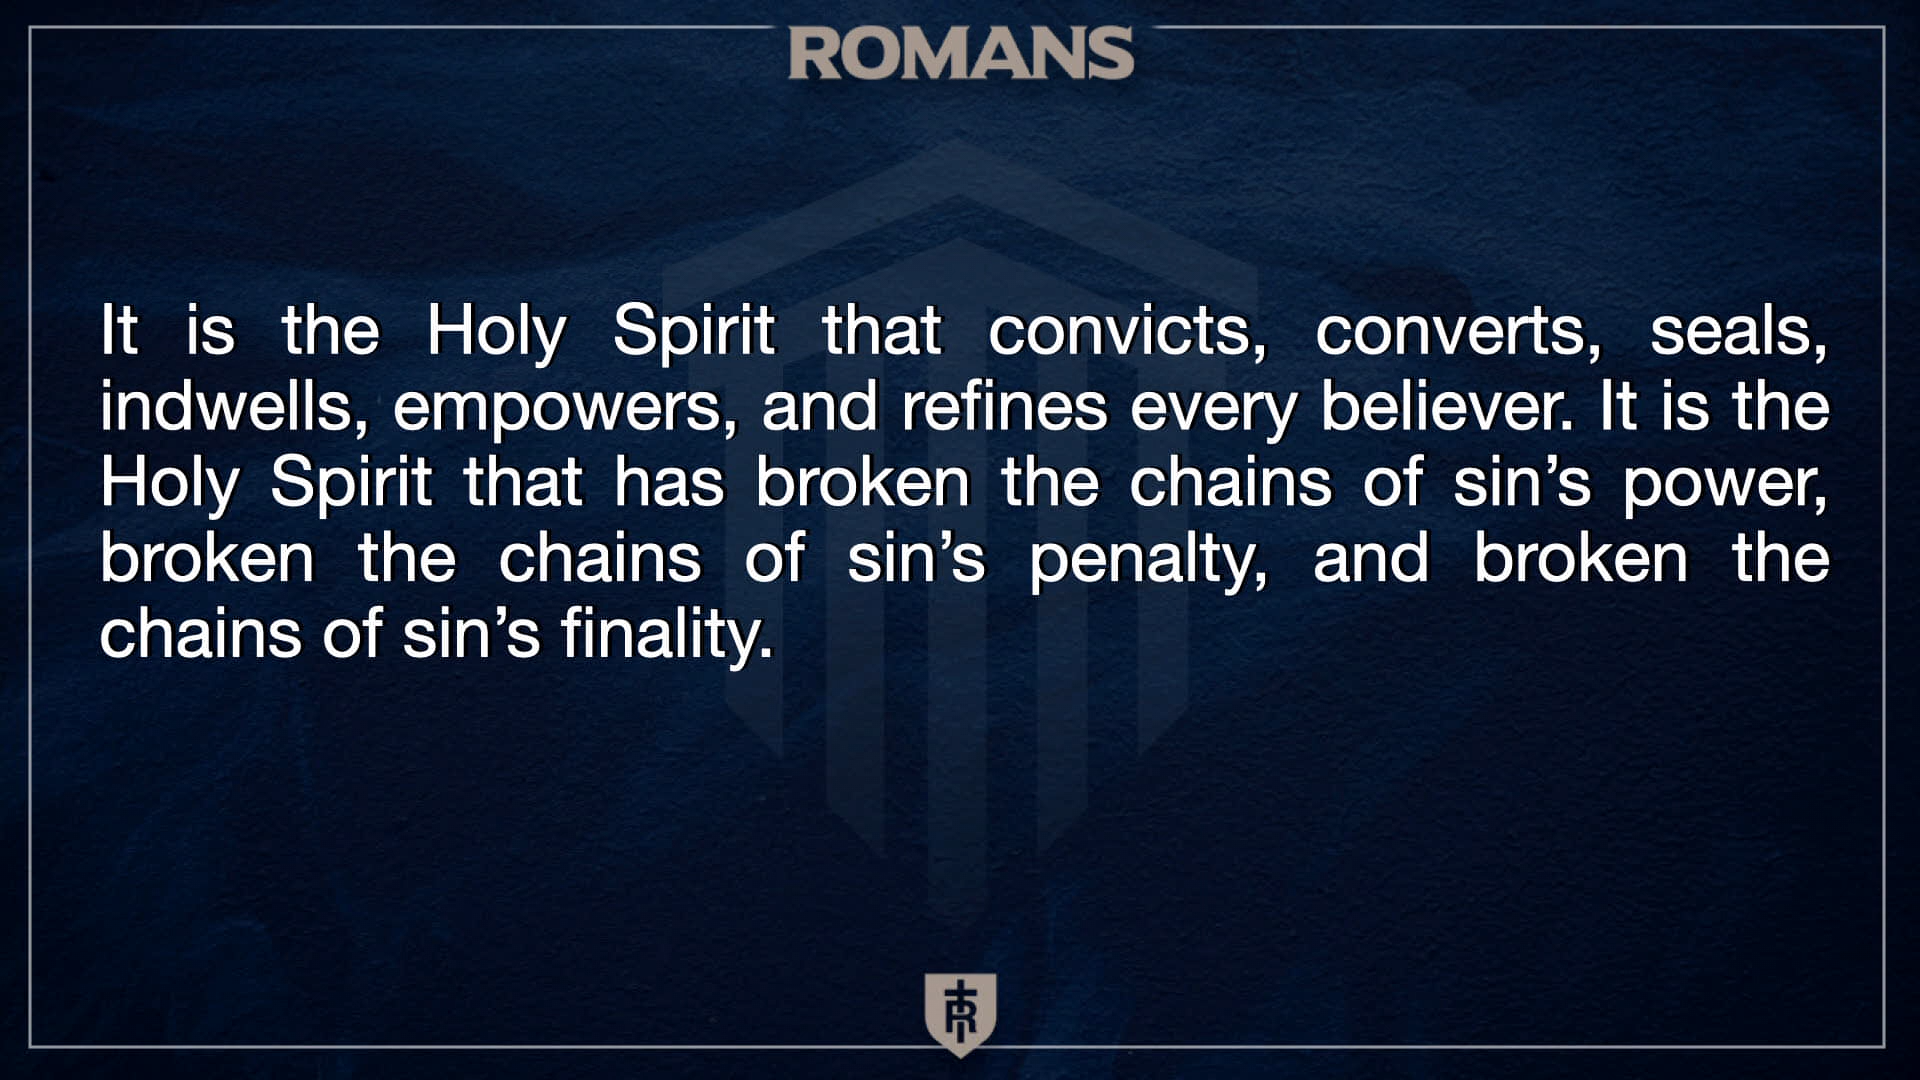 ROMANS
It is the Holy Spirit that convicts, converts, seals,
indwells, empowers, and refines every believer. It is the
Holy Spirit that has broken the chains of sin’s power,
broken the chains of sin’s penalty, and broken the
chains of sin’s finality.
R